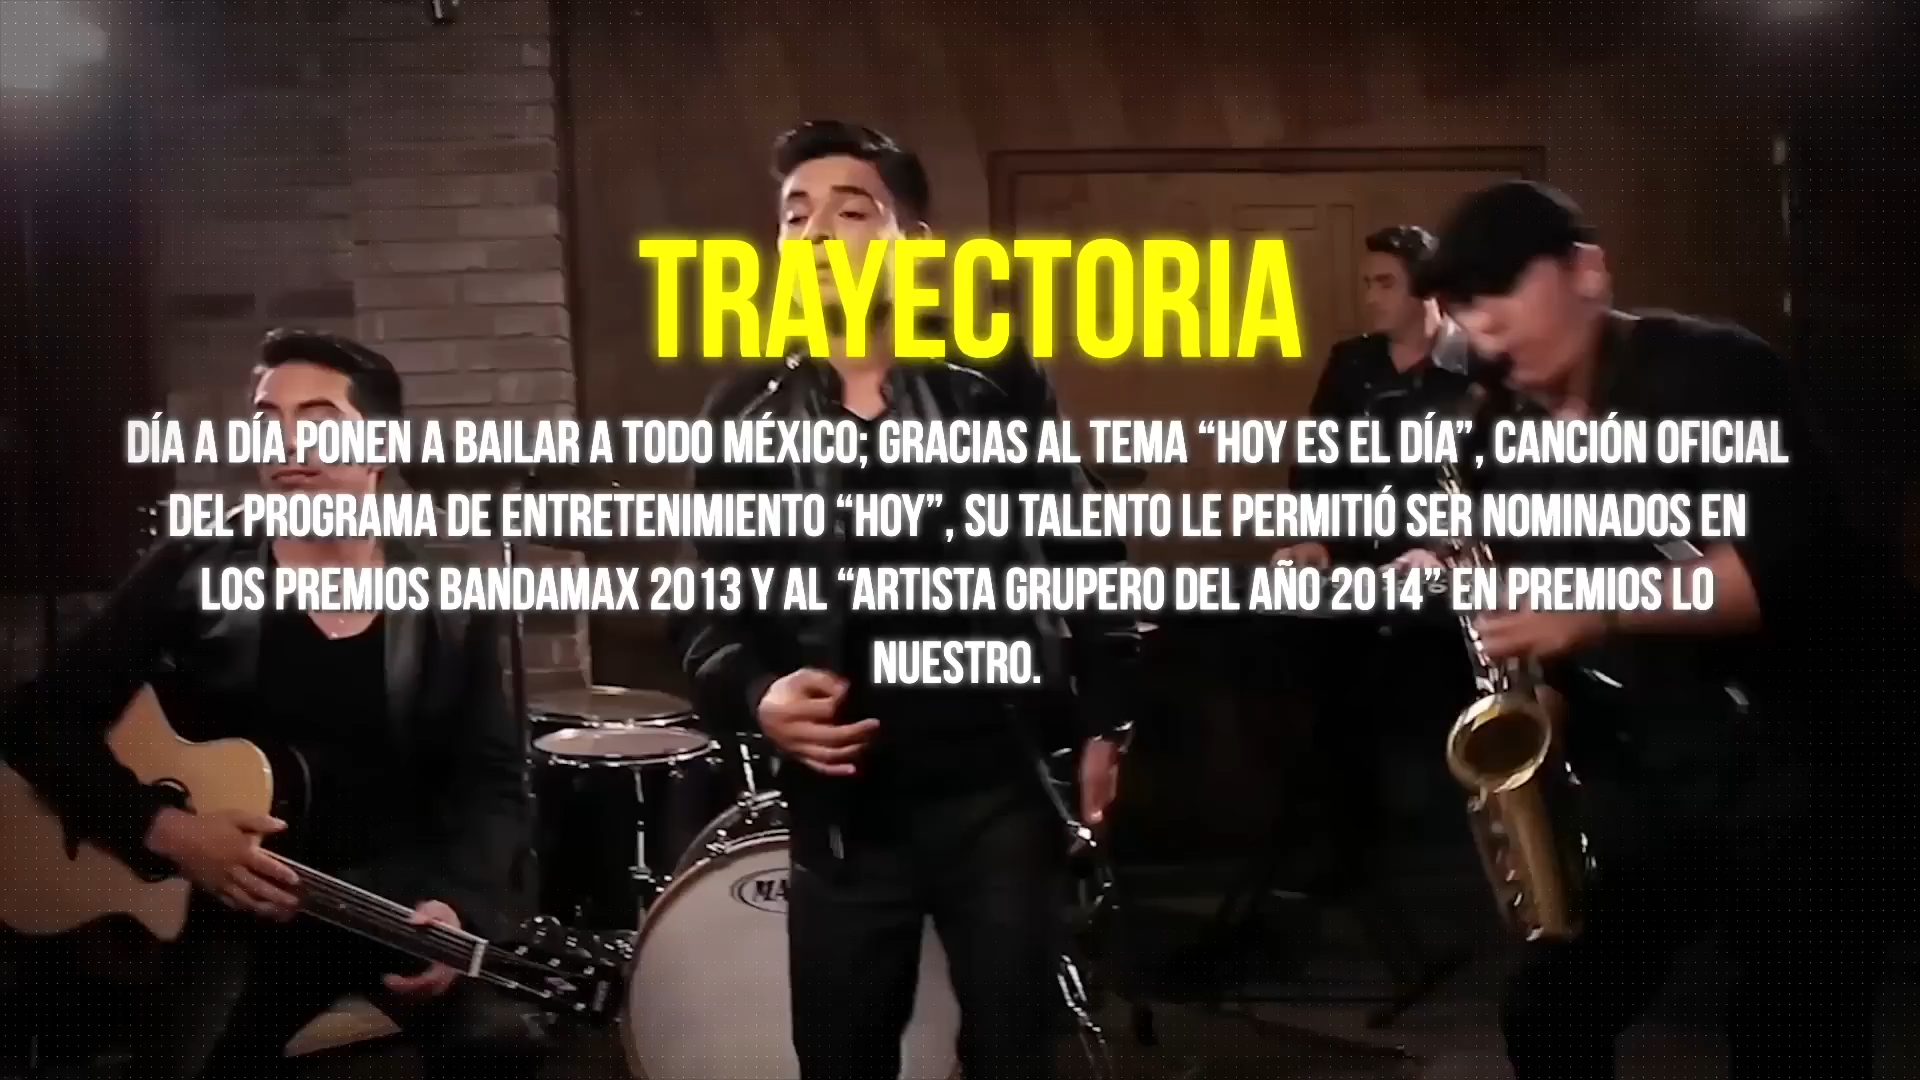 TRAYECTORIA
DÍA A DÍA PONEN A BAILAR A TODO MÉXICO; GRACIAS AL TEMA “HOY ES EL DÍA”, CANCIÓN OFICIAL
DEL PROGRAMA DE ENTRETENIMIENTO “HOY”, SU TALENTO LE PERMITIÓ SER NOMINADOS EN
LOS PREMIOS BANDAMAX 2013 Y AL “ARTISTA GRUPERO DEL AÑO 2014” EN PREMIOS LO
NUESTRO.